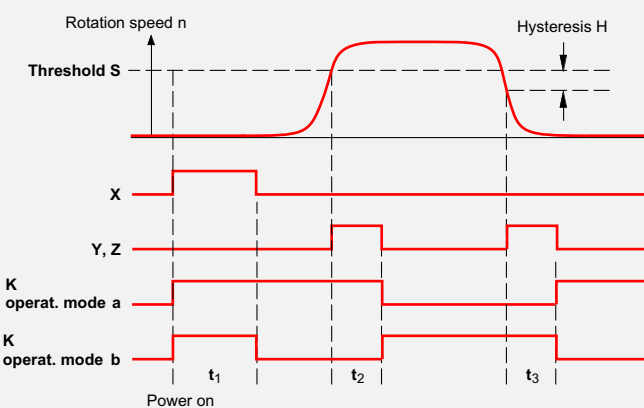 Rotation speed n
Hysteresis H
Threshold S
X
Y, Z
K
operat. mode a
K
operat. mode b
t1
t2
t3
Power on